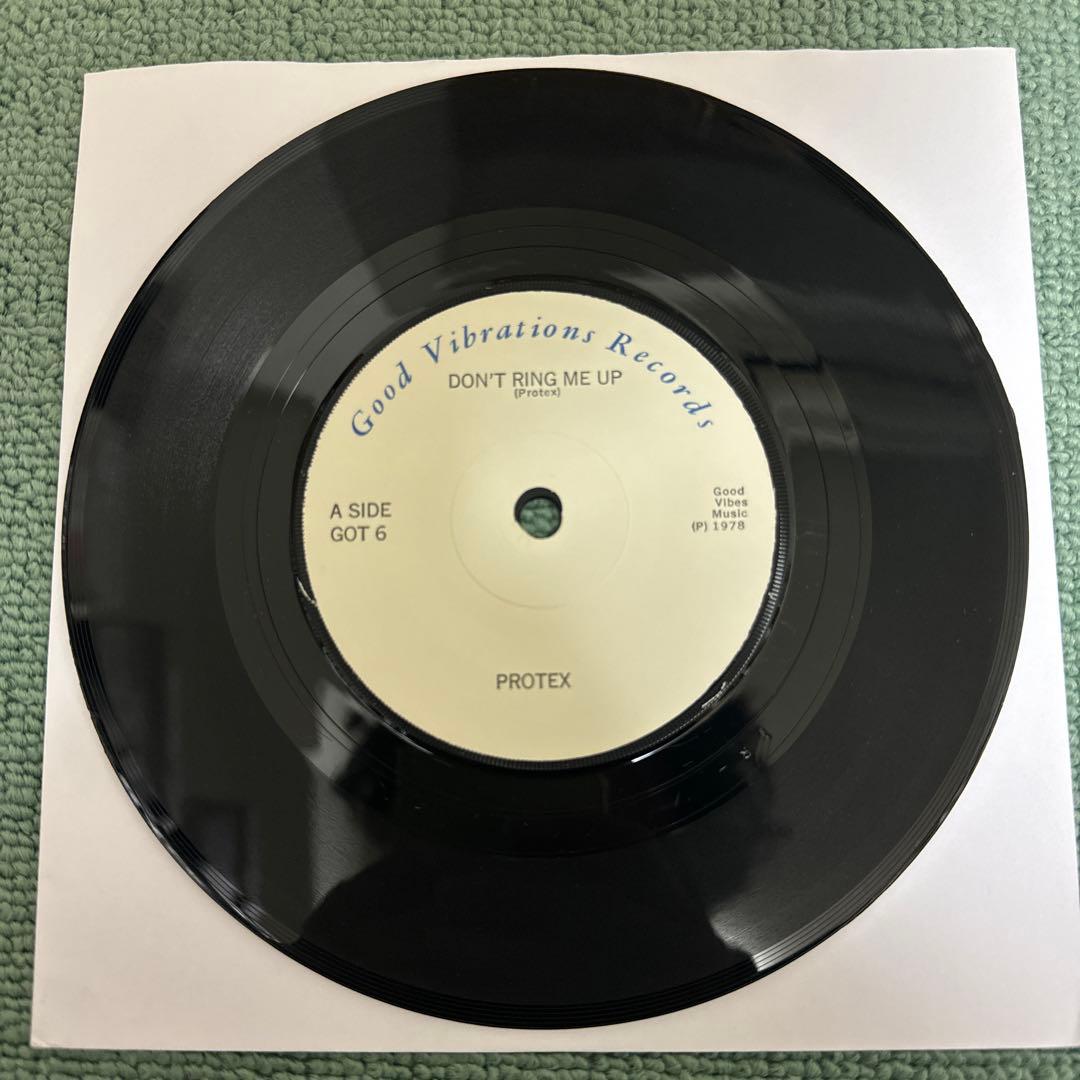 Good Vibrations Records
DON'T RING ME UP
(Protex)
A SIDE
GOT 6
Good
Vibes
Music
(P) 1978
PROTEX